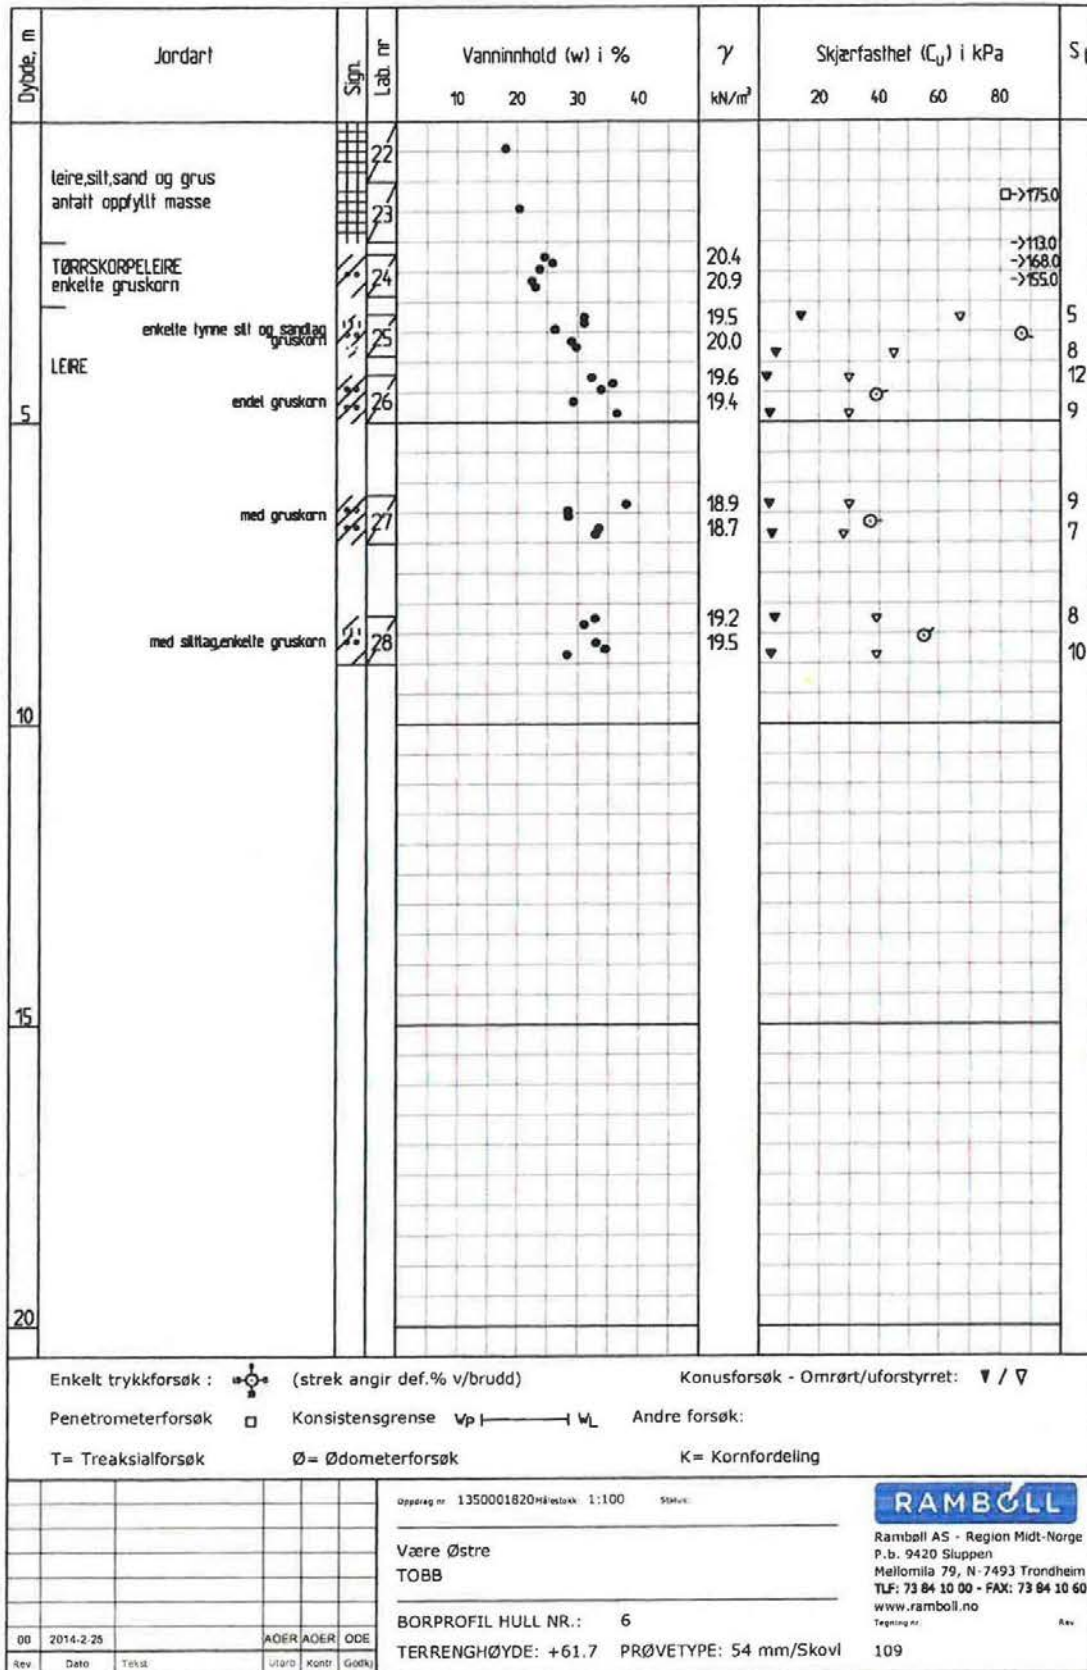 Dybde, m
Jordart
Sign.
Lab. nr
Vanninnhold (w) i %
10 20 30 40
γ
kN/m³
Skjærfasthet (Cu) i kPa
20 40 60 80
S
leire,silt,sand og grus
antatt oppfylt masse
22
23
->175.0
TØRRSKORPELEIRE
enkelte gruskorn
24
20.4
20.9
->113.0
->168.0
->155.0
enkelte tynne silt og sandlag
gruskorn
25
19.5
20.0
5
8
LEIRE
endel gruskorn
26
19.6
19.4
12
9
5
med gruskorn
27
18.9
18.7
9
7
med siltlag,enkelte gruskorn
28
19.2
19.5
8
10
10
15
20
Enkelt trykkforsøk : (strek angir def.% v/brudd) Konusforsøk - Omrørt/uforstyrret: ▼ / ▽
Penetrometerforsøk □ Konsistensgrense Wp WL Andre forsøk:
T= Treaksialforsøk Ø= Ødometerforsøk K= Kornfordeling
Oppdrag nr 1350001820 Målestokk 1:100 Status:
Være Østre
TOBB
BORPROFIL HULL NR.: 6
TERRENGHØYDE: +61.7 PRØVETYPE: 54 mm/Skovl
RAMBOLL
Rambøll AS - Region Midt-Norge
P.b. 9420 Sluppen
Mellomila 79, N-7493 Trondheim
TLF: 73 84 10 00 - FAX: 73 84 10 60
www.ramboll.no
Tegning nr. Rev
109
00 2014-2-25 AOER AOER ODE
Rev Dato Tekst Utarb Kontr Godkj